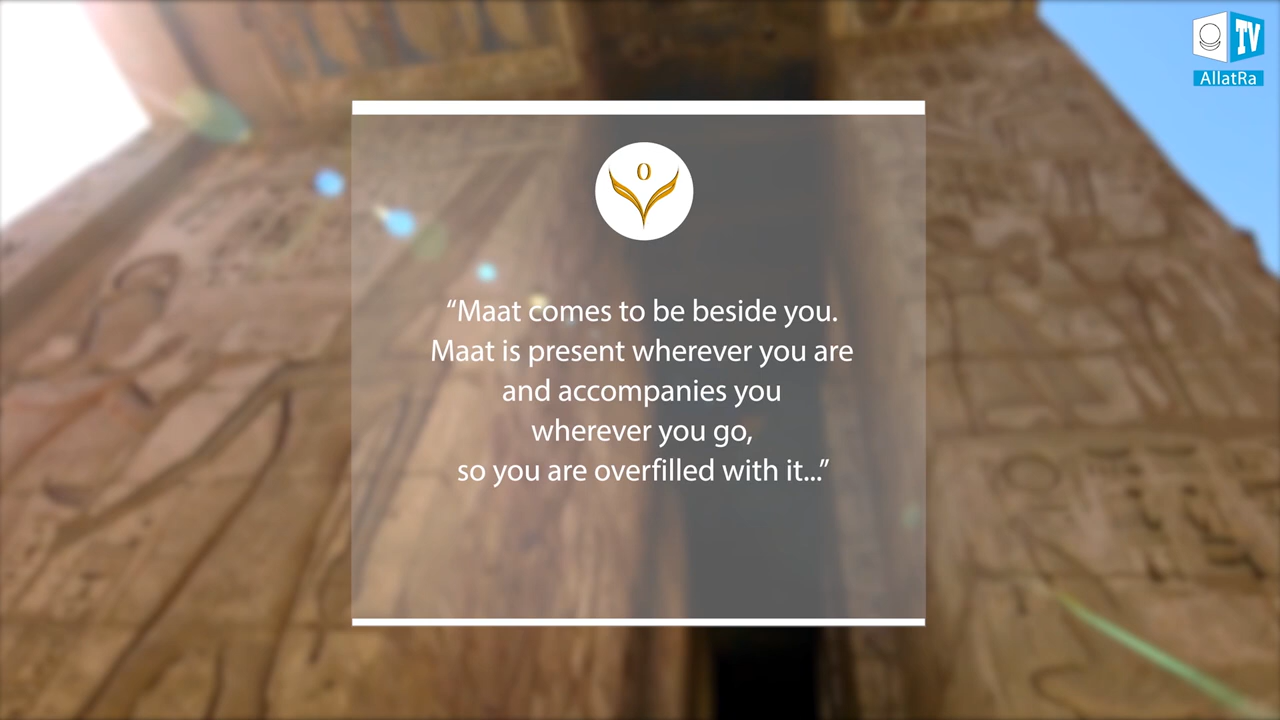 TV
AllatRa
“Maat comes to be beside you.
Maat is present wherever you are
and accompanies you
wherever you go,
so you are overfilled with it...”